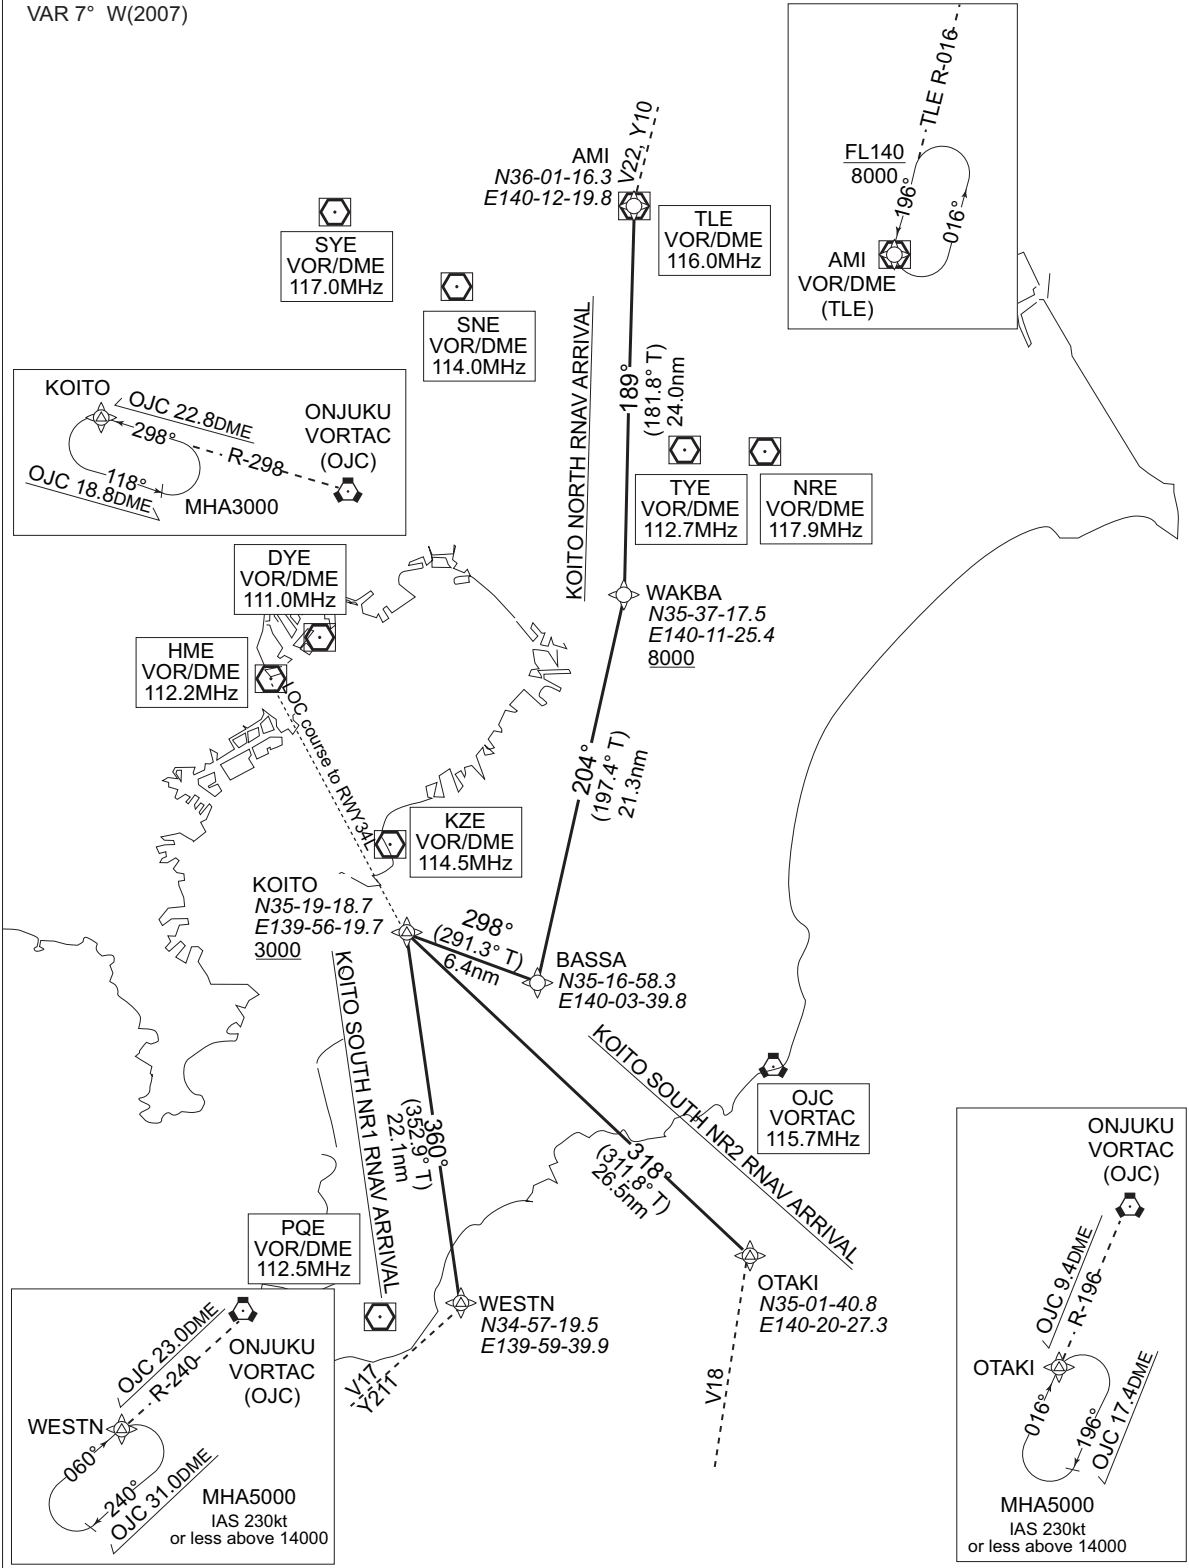 VAR 7° W(2007)
TLE R-016
FL140
8000
196°
016°
AMI
VOR/DME
(TLE)
V22, Y10
AMI
N36-01-16.3
E140-12-19.8
TLE
VOR/DME
116.0MHz
SYE
VOR/DME
117.0MHz
SNE
VOR/DME
114.0MHz
KOITO NORTH RNAV ARRIVAL
189°
(181.8° T)
24.0nm
KOITO
OJC 22.8DME
298°
R-298
ONJUKU
VORTAC
(OJC)
118°
OJC 18.8DME
MHA3000
TYE
VOR/DME
112.7MHz
NRE
VOR/DME
117.9MHz
DYE
VOR/DME
111.0MHz
WAKBA
N35-37-17.5
E140-11-25.4
8000
HME
VOR/DME
112.2MHz
LOC course to RWY34L
204°
(197.4° T)
21.3nm
KZE
VOR/DME
114.5MHz
KOITO
N35-19-18.7
E139-56-19.7
3000
298°
(291.3° T)
6.4nm
BASSA
N35-16-58.3
E140-03-39.8
KOITO SOUTH NR1 RNAV ARRIVAL
360°
(352.9° T)
22.1nm
KOITO SOUTH NR2 RNAV ARRIVAL
318°
(311.8° T)
26.5nm
OJC
VORTAC
115.7MHz
PQE
VOR/DME
112.5MHz
WESTN
N34-57-19.5
E139-59-39.9
V17
Y211
OTAKI
N35-01-40.8
E140-20-27.3
V18
OJC 23.0DME
R-240
ONJUKU
VORTAC
(OJC)
WESTN
060°
240°
OJC 31.0DME
MHA5000
IAS 230kt
or less above 14000
ONJUKU
VORTAC
(OJC)
OJC 9.4DME
R-196
OTAKI
016°
196°
OJC 17.4DME
MHA5000
IAS 230kt
or less above 14000